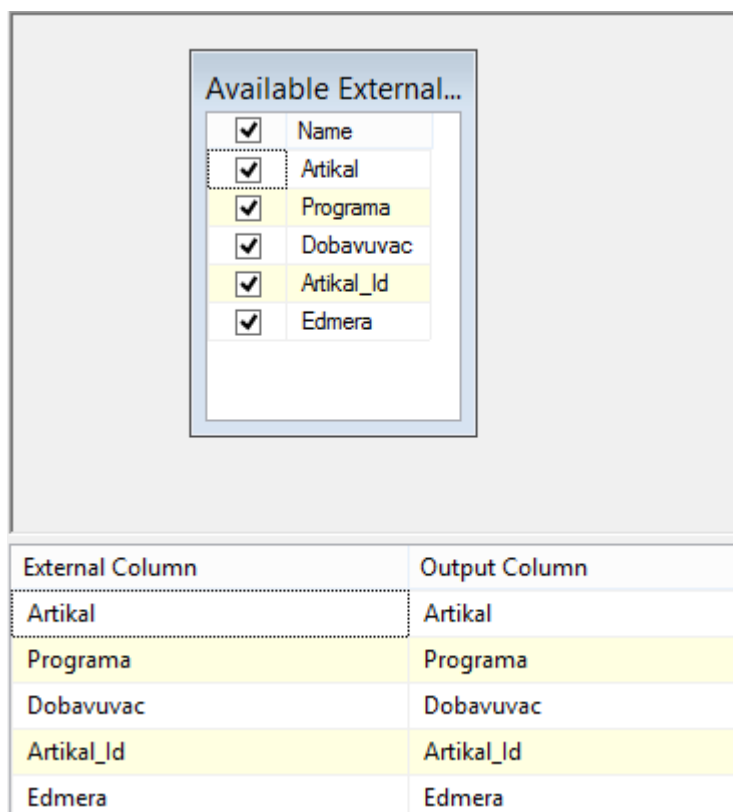 Available External...
Name
Artikal
Programa
Dobavuvac
Artikal_Id
Edmera
External Column Output Column
Artikal Artikal
Programa Programa
Dobavuvac Dobavuvac
Artikal_Id Artikal_Id
Edmera Edmera